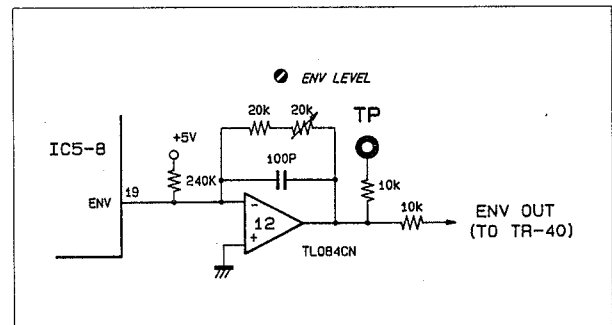 ENV LEVEL
20k 20k
TP
+5V
IC5-8
100P
240K
10k
19
ENV
10k
12
-
+
ENV OUT
(TO TR-40)
TL084CN